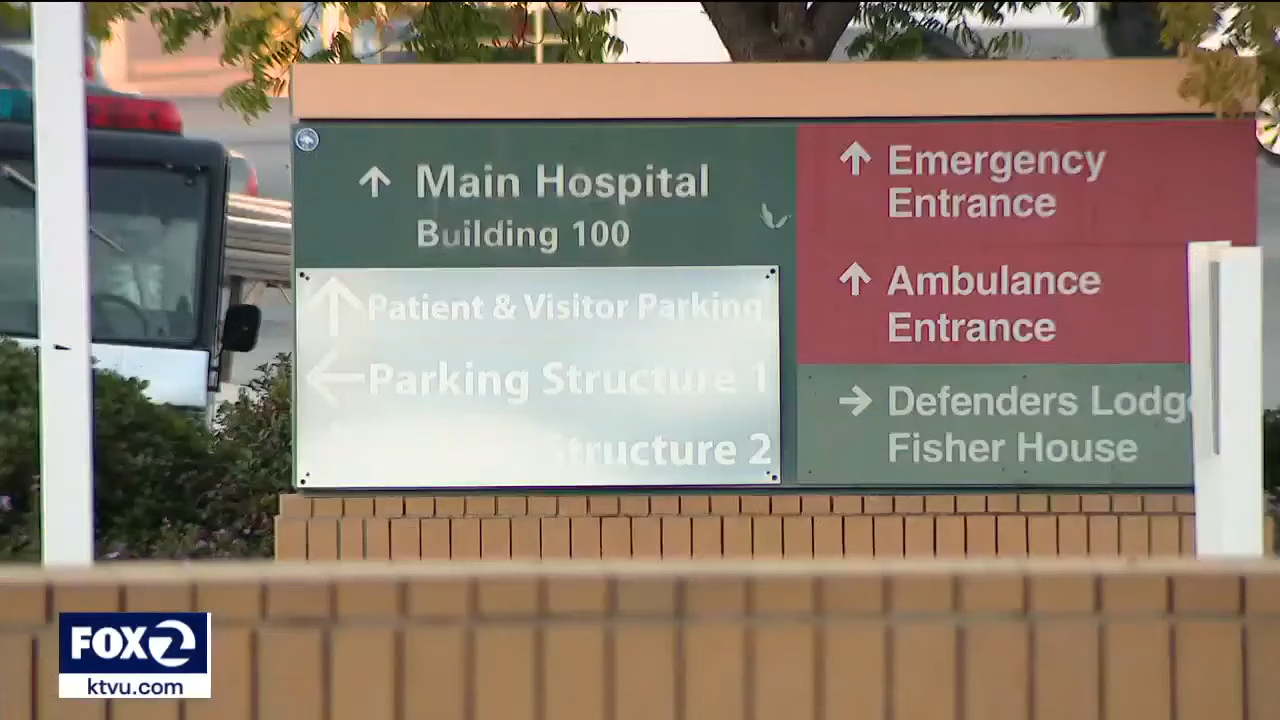 Main Hospital
Building 100
Patient & Visitor Parking
Parking Structure 1
Structure 2
Emergency
Entrance
Ambulance
Entrance
Defenders Lodge
Fisher House
FOX 2
ktvu.com